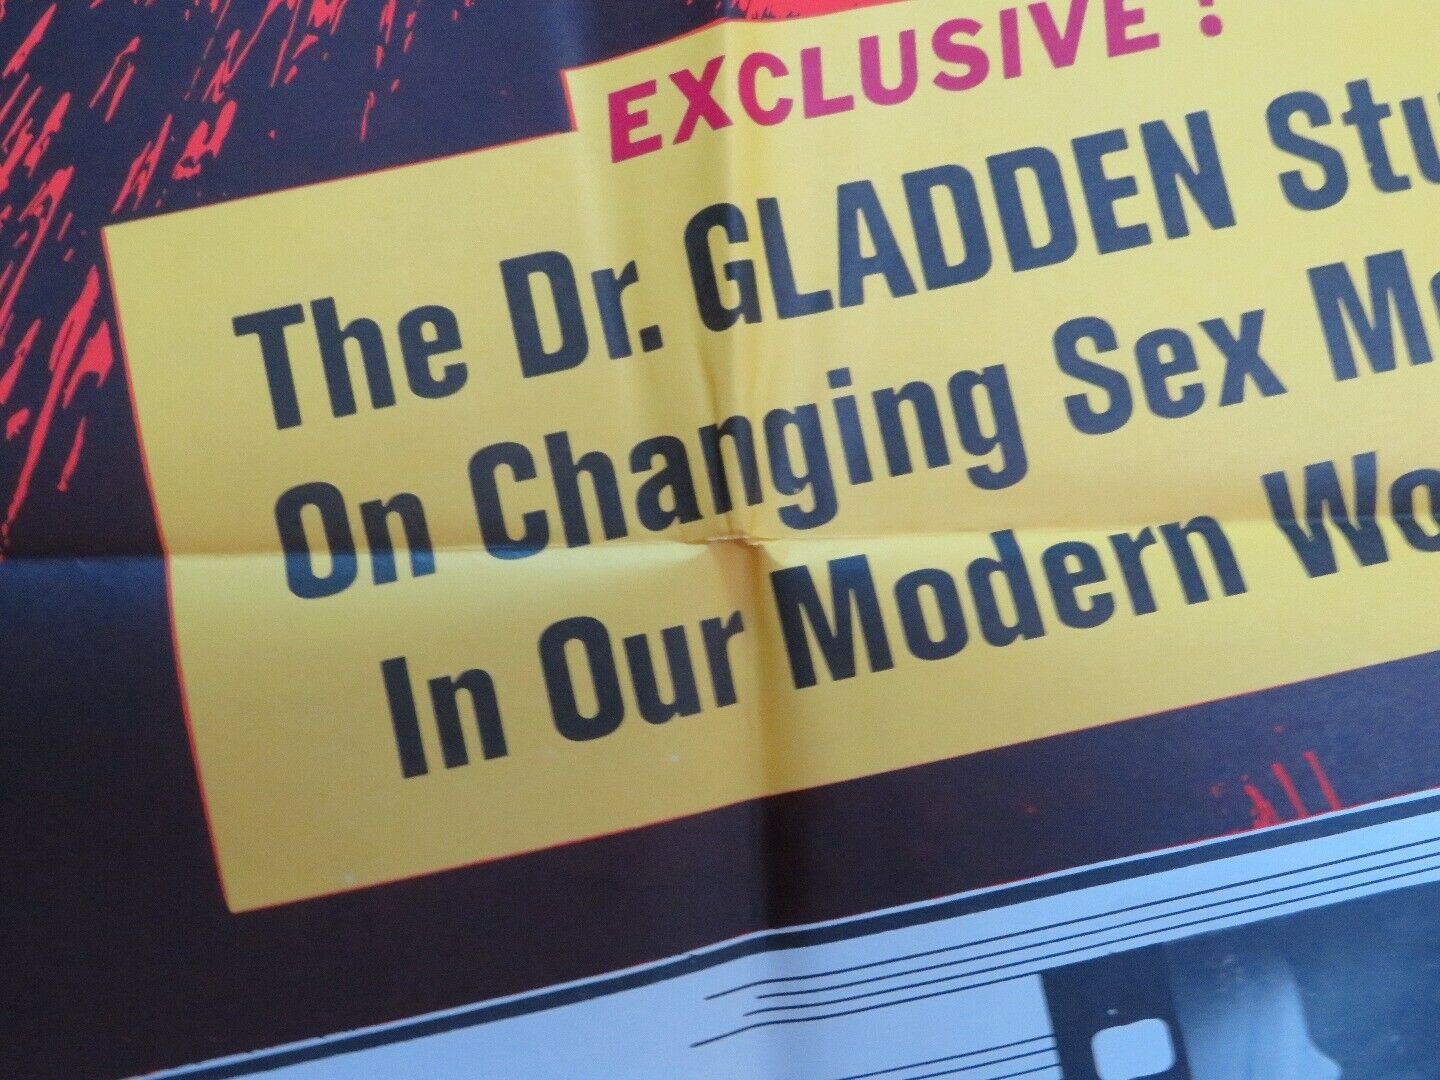 EXCLUSIVE!
The Dr. GLADDEN
On Changing Sex
In Our Modern